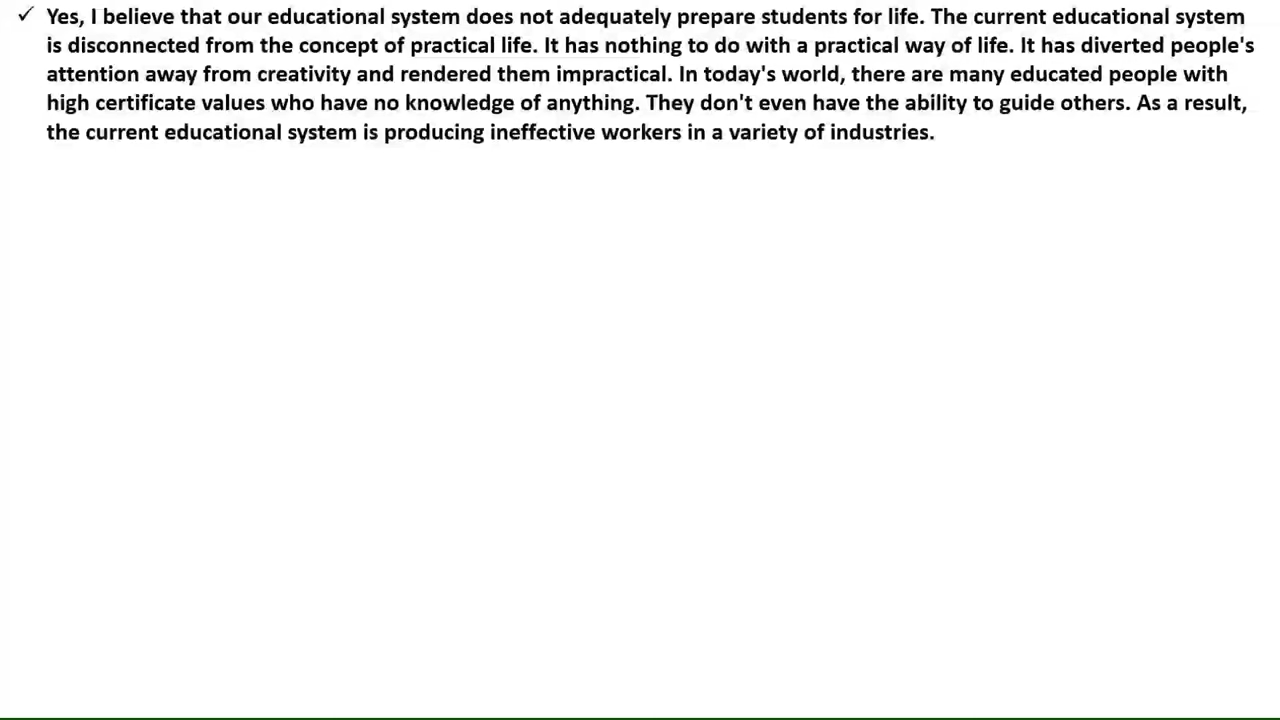 ✓ Yes, I believe that our educational system does not adequately prepare students for life. The current educational system
is disconnected from the concept of practical life. It has nothing to do with a practical way of life. It has diverted people's
attention away from creativity and rendered them impractical. In today's world, there are many educated people with
high certificate values who have no knowledge of anything. They don't even have the ability to guide others. As a result,
the current educational system is producing ineffective workers in a variety of industries.